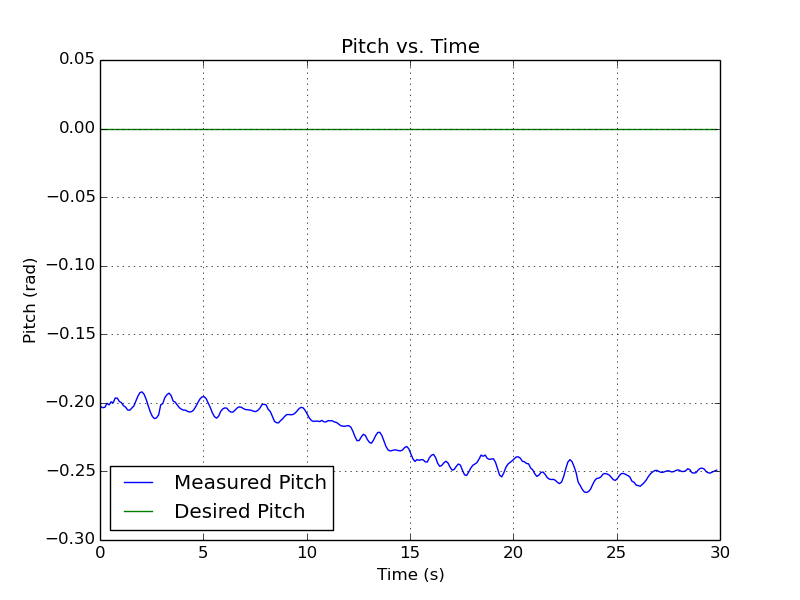 Pitch vs. Time
0.05
0.00
−0.05
−0.10
−0.15
−0.20
−0.25
−0.30
Pitch (rad)
Measured Pitch
Desired Pitch
0 5 10 15 20 25 30
Time (s)